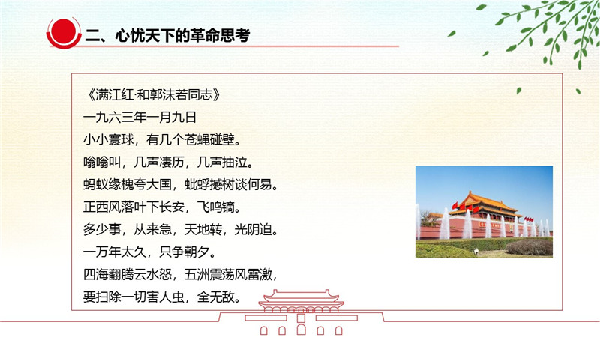 二、心忧天下的革命思考
《满江红·和郭沫若同志》
一九六三年一月九日
小小寰球，有几个苍蝇碰壁。
嗡嗡叫，几声凄历，几声抽泣。
蚂蚁缘槐夸大国，蚍蜉撼树谈何易。
正西风落叶下长安，飞鸣镝。
多少事，从来急，天地转，光阴迫。
一万年太久，只争朝夕。
四海翻腾云水怒，五洲震荡风雷激，
要扫除一切害人虫，全无敌。